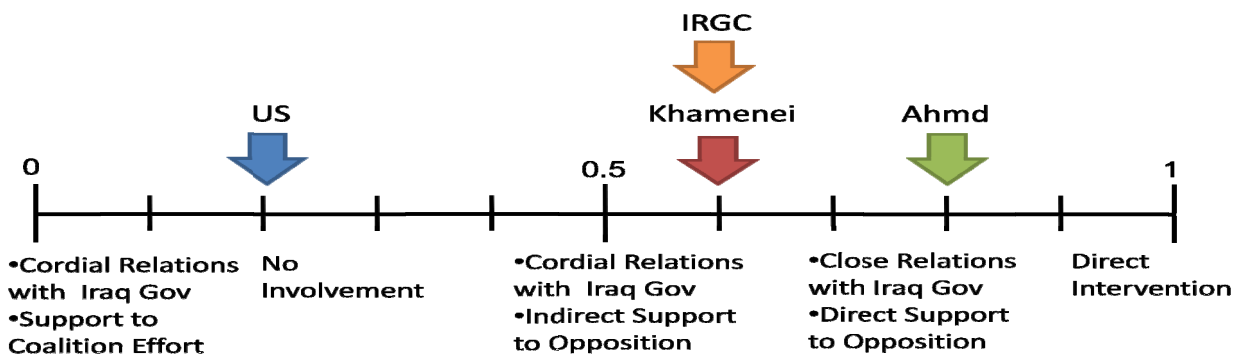 IRGC
US
Khamenei
Ahmd
0
0.5
1
•Cordial Relations
with Iraq Gov
•Support to
Coalition Effort
No
Involvement
•Cordial Relations
with Iraq Gov
•Indirect Support
to Opposition
•Close Relations
with Iraq Gov
•Direct Support
to Opposition
Direct
Intervention